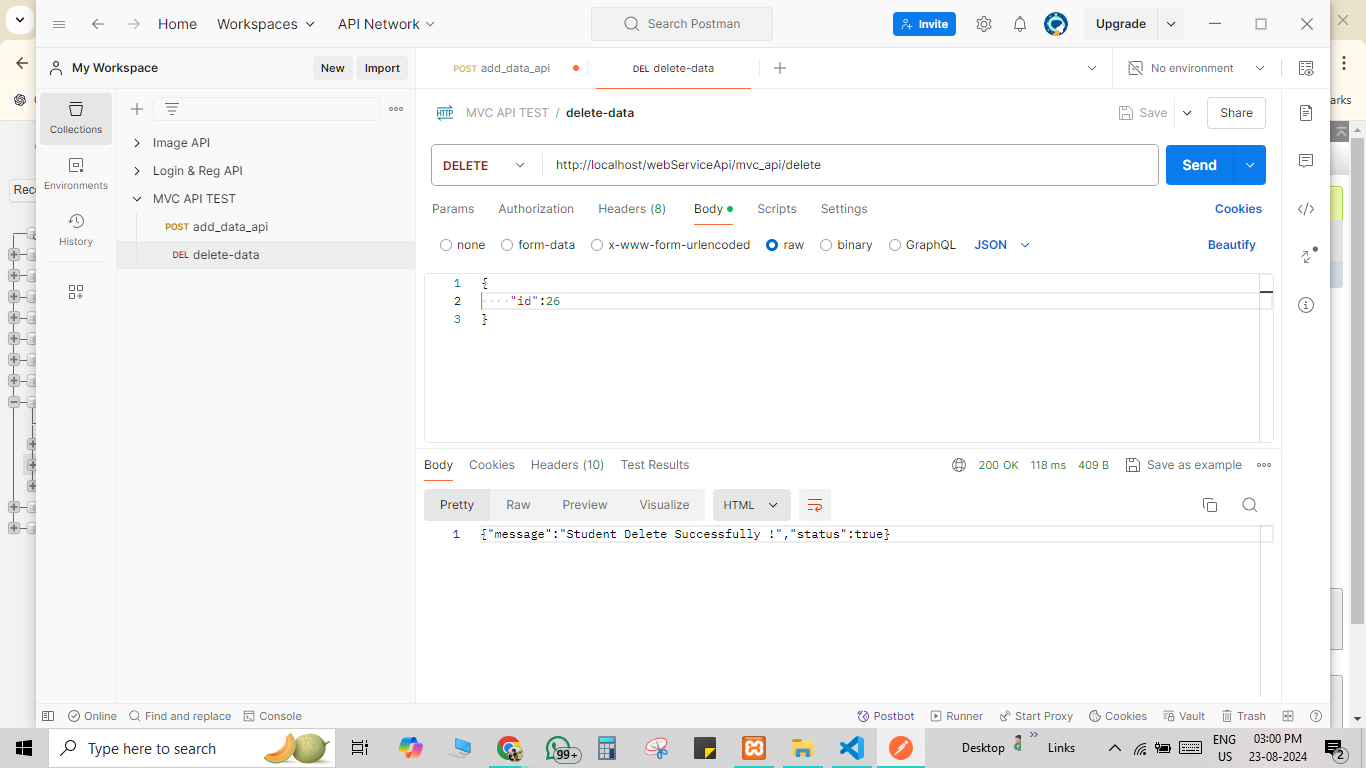 Home
Workspaces
API Network
Search Postman
Invite
Upgrade
My Workspace
New
Import
POST add_data_api
DEL delete-data
No environment
arks
Collections
Environments
History
Image API
Login & Reg API
MVC API TEST
POST add_data_api
DEL delete-data
HTTP MVC API TEST / delete-data
Save
Share
DELETE
http://localhost/webServiceApi/mvc_api/delete
Send
Rec
Params
Authorization
Headers (8)
Body
Scripts
Settings
Cookies
none
form-data
x-www-form-urlencoded
raw
binary
GraphQL
JSON
Beautify
1 {
2 "id":26
3 }
Body
Cookies
Headers (10)
Test Results
200 OK
118 ms
409 B
Save as example
Pretty
Raw
Preview
Visualize
HTML
1 {"message":"Student Delete Successfully !","status":true}
Online
Find and replace
Console
Postbot
Runner
Start Proxy
Cookies
Vault
Trash
Type here to search
99+
Desktop
Links
ENG
US
03:00 PM
23-08-2024
2